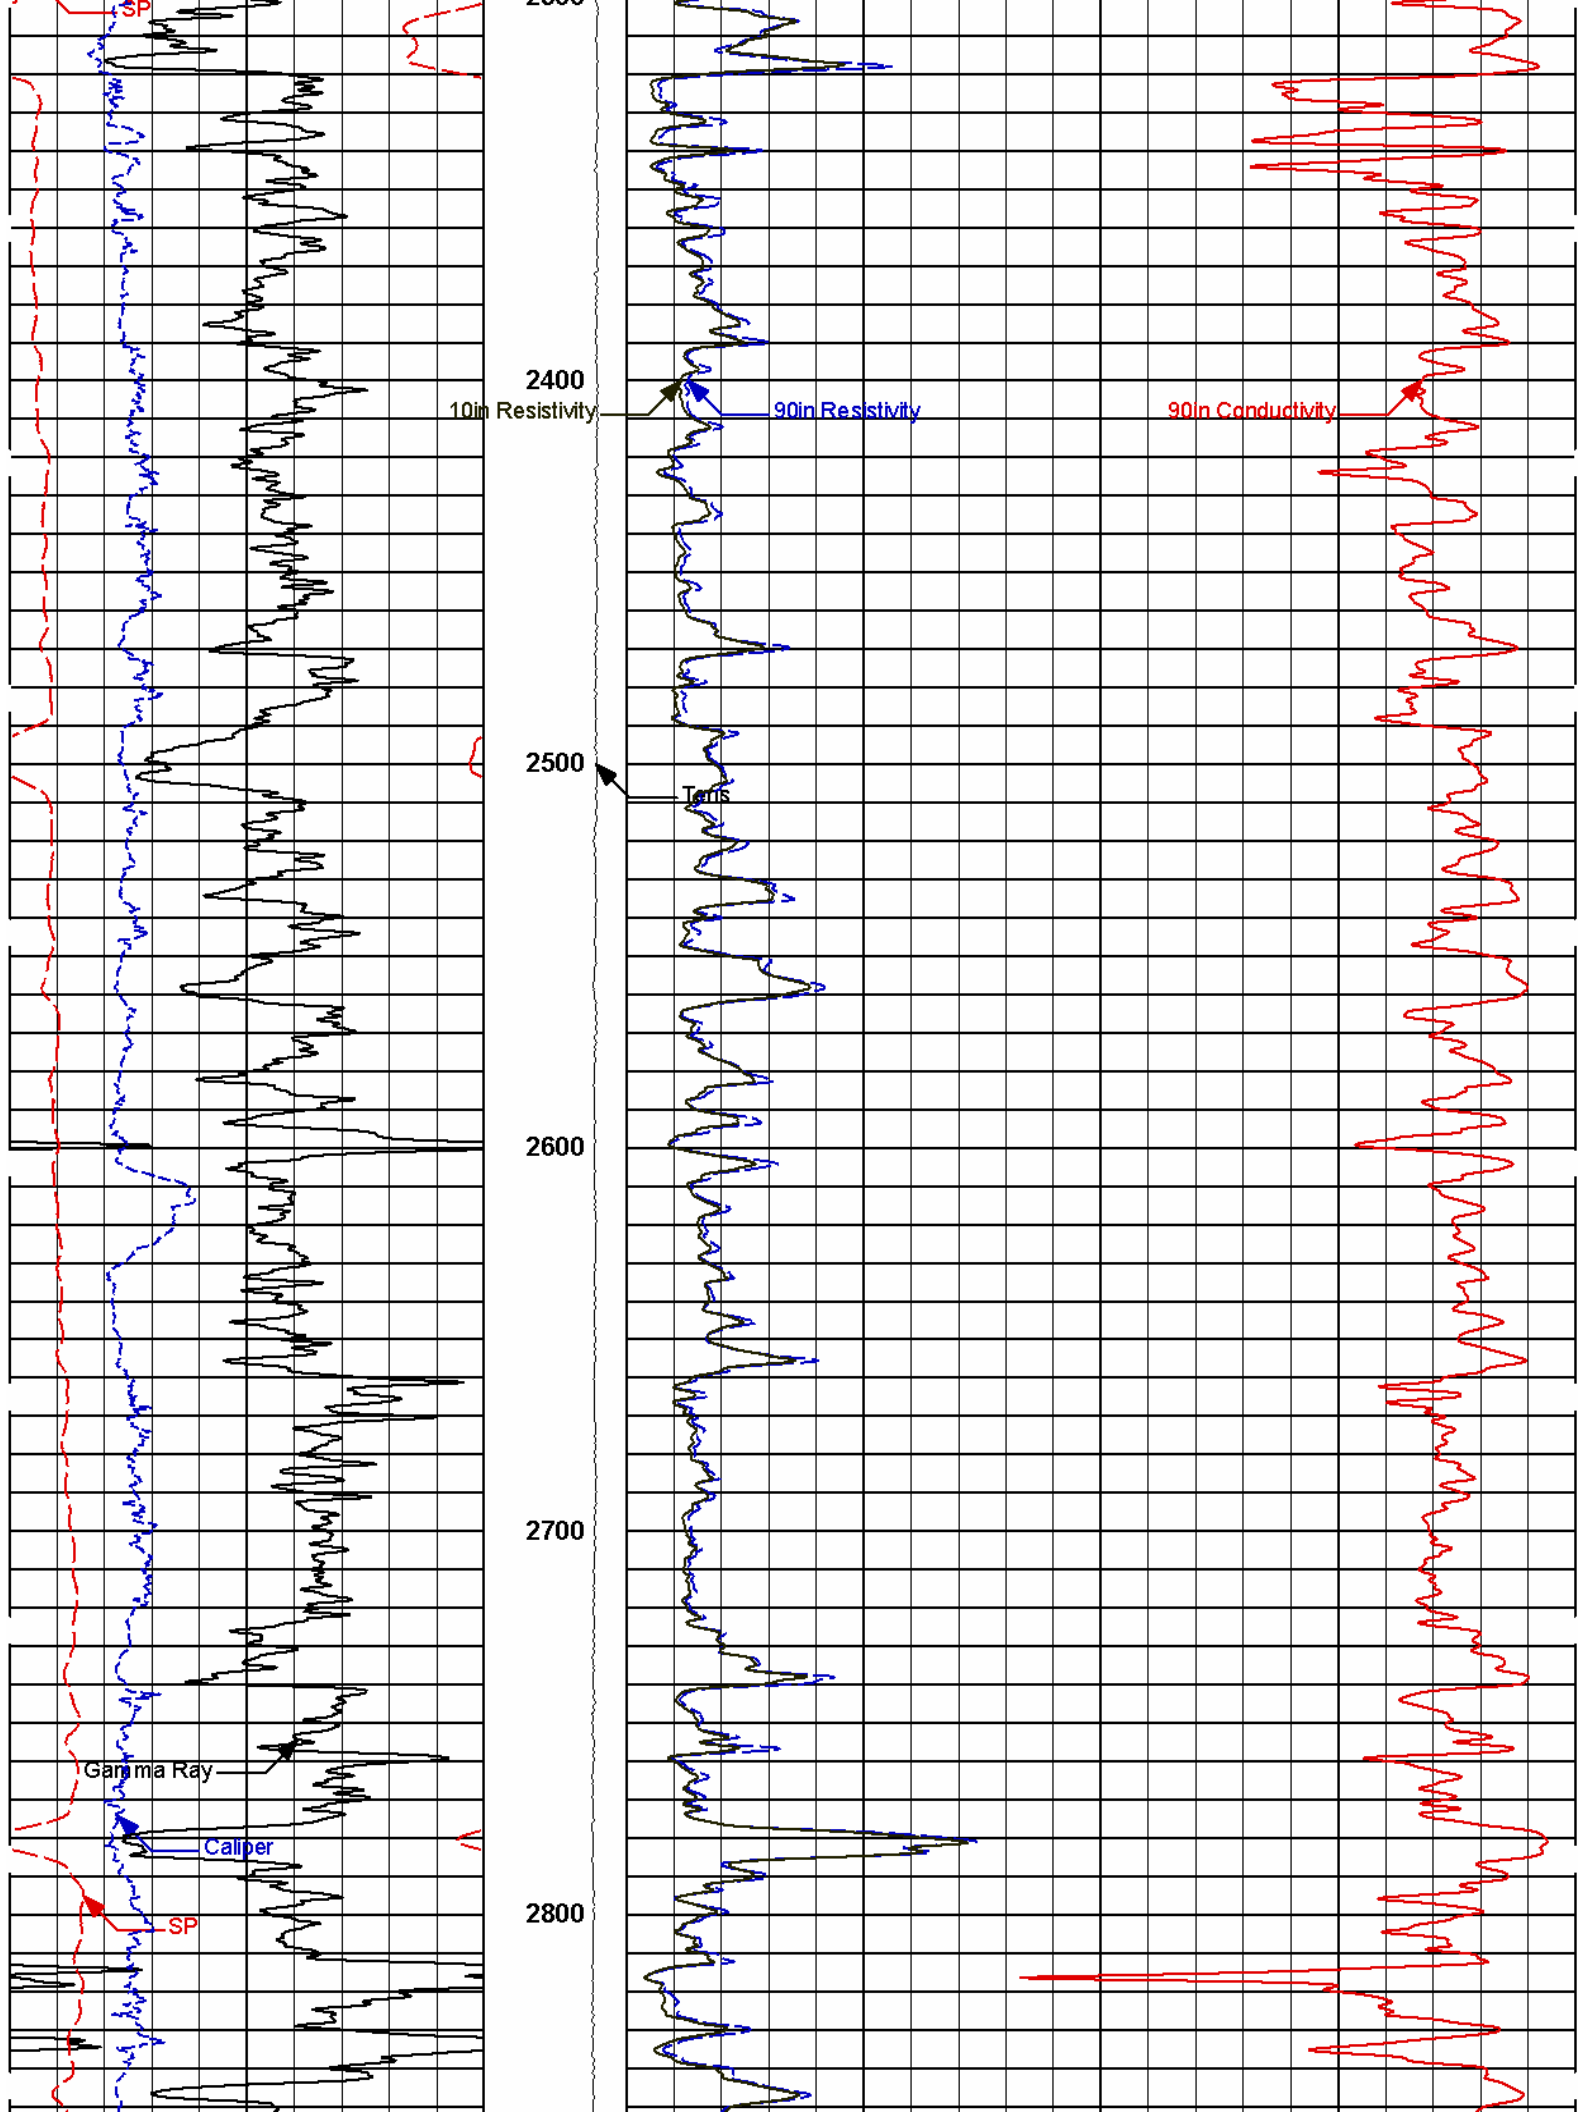 SP
2400
10in Resistivity
90in Resistivity
90in Conductivity
2500
Tens
2600
2700
Gamma Ray
Caliper
2800
SP